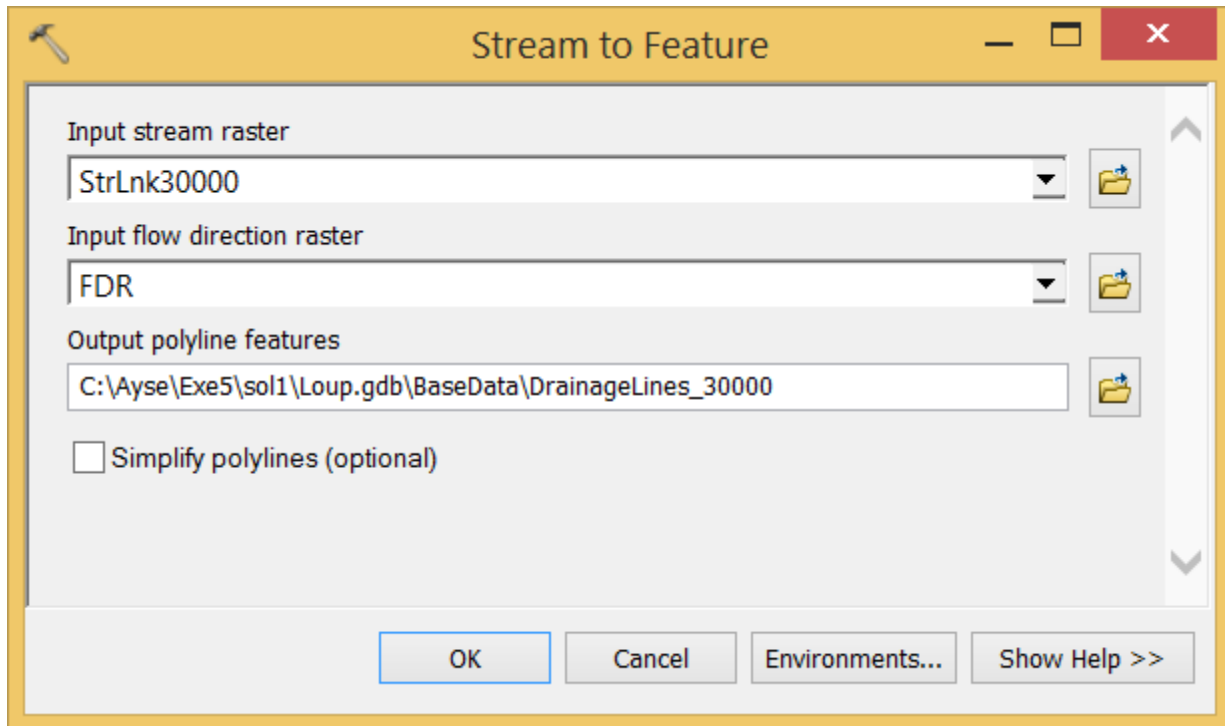 Stream to Feature
Input stream raster
StrLnk30000
Input flow direction raster
FDR
Output polyline features
C:\Ayse\Exe5\sol1\Loup.gdb\BaseData\DrainageLines_30000
Simplify polylines (optional)
OK Cancel Environments... Show Help >>